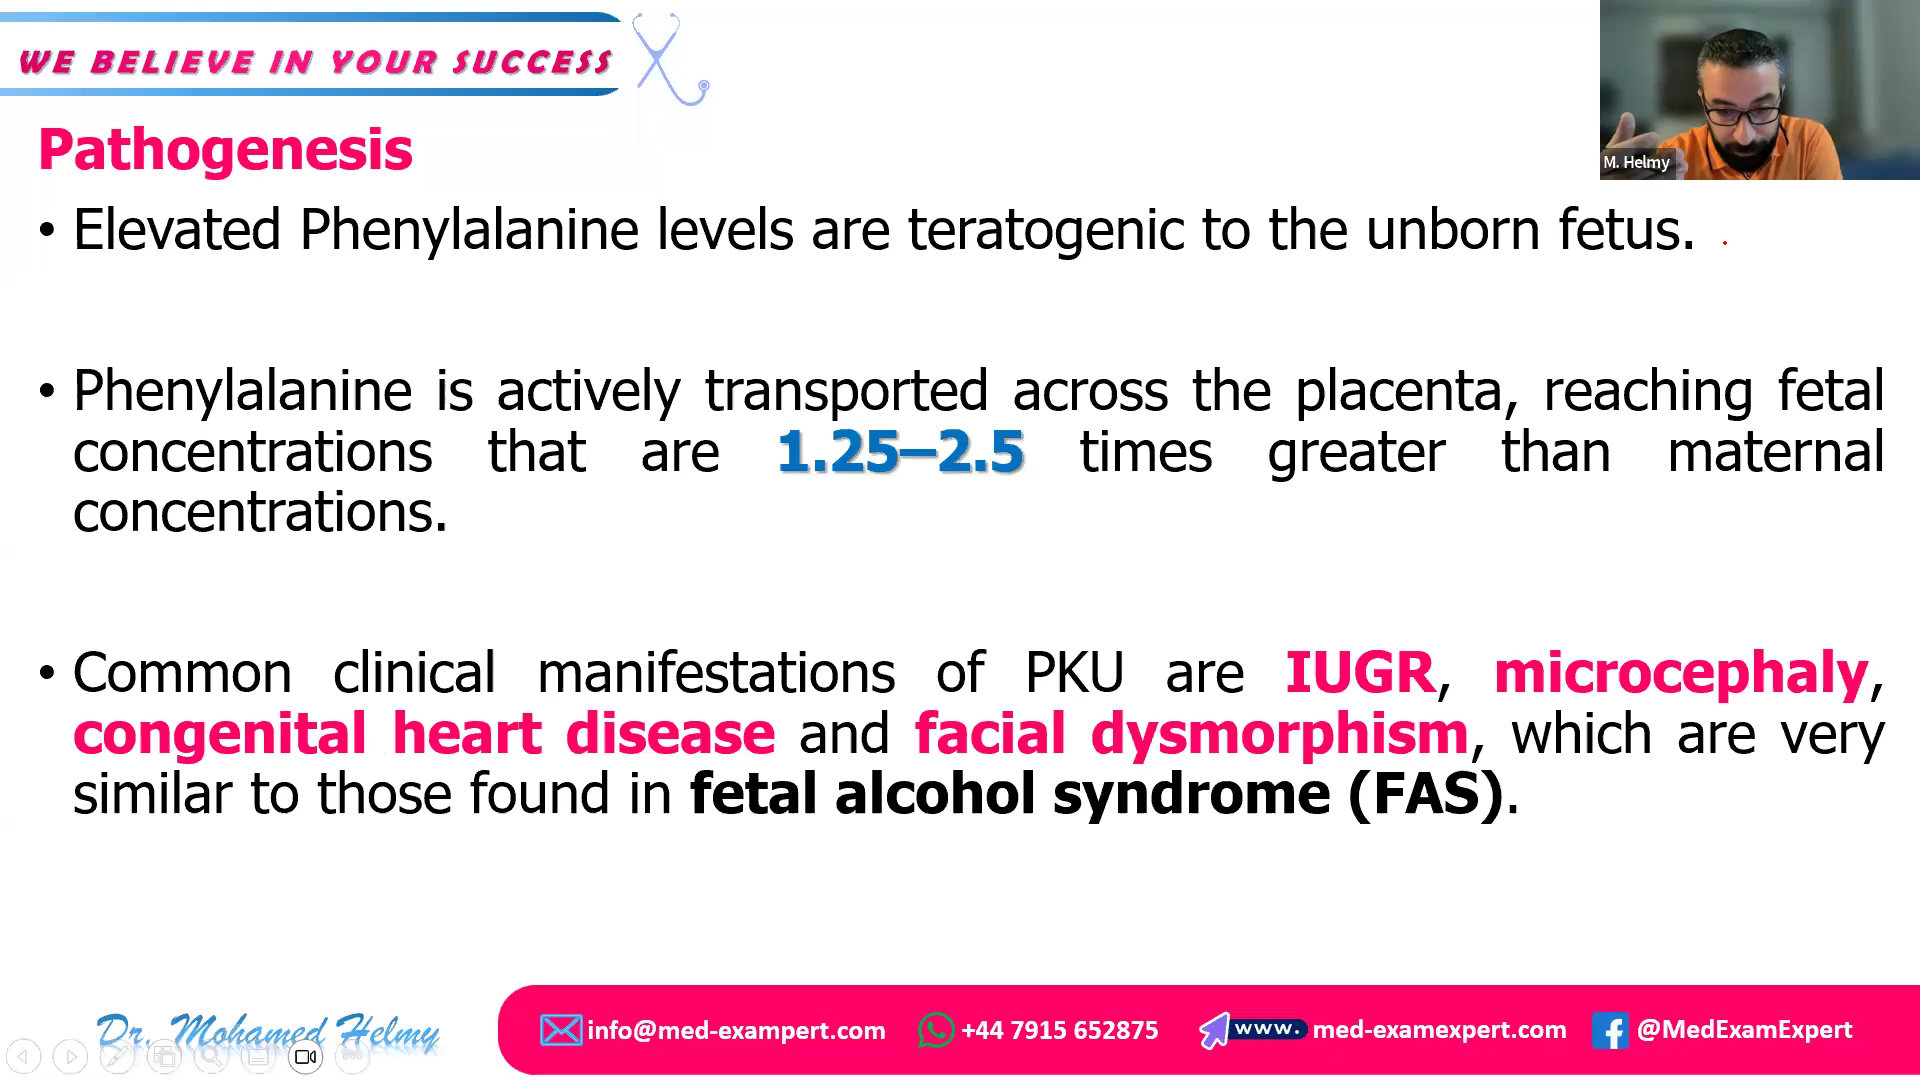 WE BELIEVE IN YOUR SUCCESS
M. Helmy
Pathogenesis
• Elevated Phenylalanine levels are teratogenic to the unborn fetus.
• Phenylalanine is actively transported across the placenta, reaching fetal
concentrations that are 1.25–2.5 times greater than maternal
concentrations.
• Common clinical manifestations of PKU are IUGR, microcephaly,
congenital heart disease and facial dysmorphism, which are very
similar to those found in fetal alcohol syndrome (FAS).
Dr. Mohamed Helmy
info@med-exampert.com
+44 7915 652875
www. med-examexpert.com
@MedExamExpert